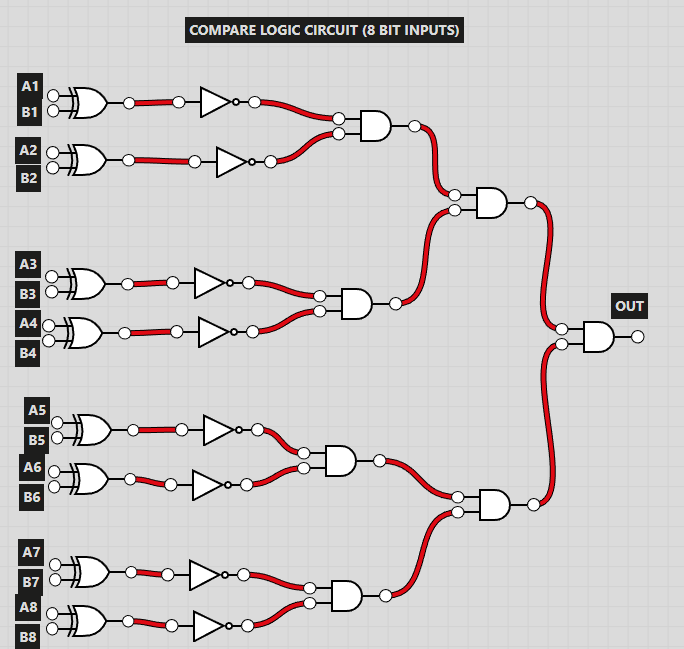 COMPARE LOGIC CIRCUIT (8 BIT INPUTS)
A1
B1
A2
B2
A3
B3
A4
B4
OUT
A5
B5
A6
B6
A7
B7
A8
B8